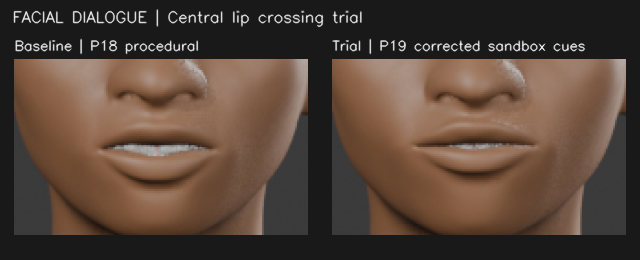 FACIAL DIALOGUE | Central lip crossing trial
Baseline | P18 procedural
Trial | P19 corrected sandbox cues